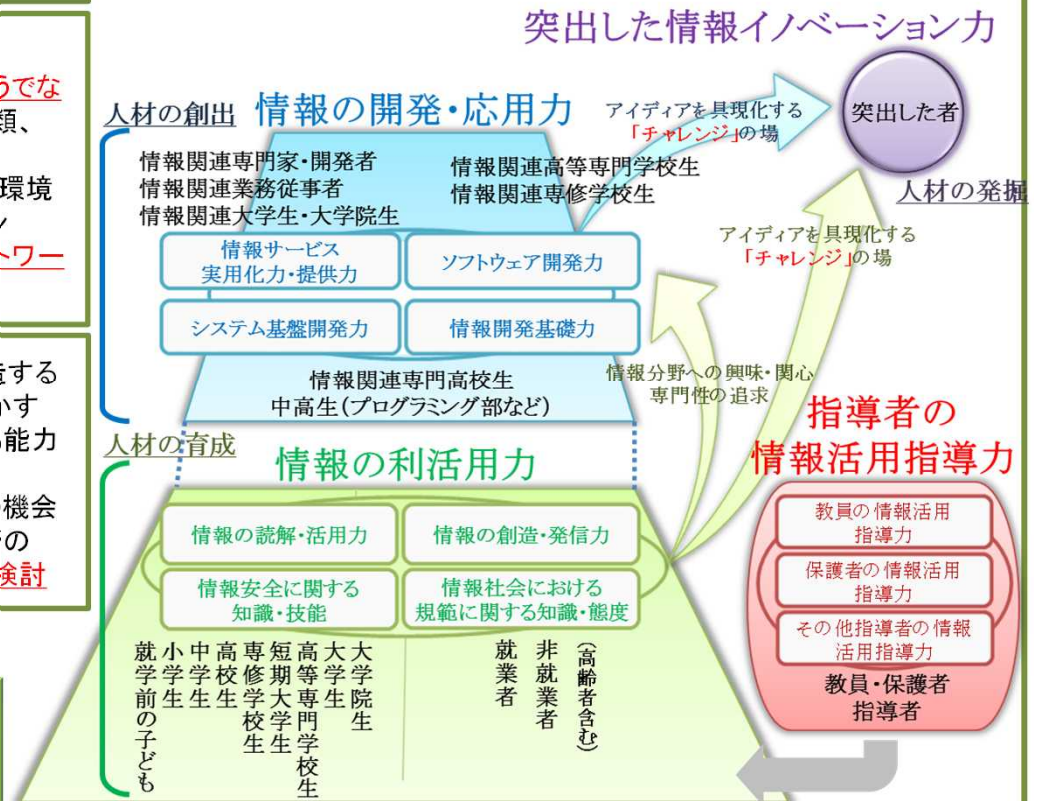 突出した情報イノベーション力
うでな
類、
環境
トワー
造する
かす
能力
機会
の
検討
人材の創出
情報の開発・応用力
情報関連専門家・開発者
情報関連業務従事者
情報関連大学生・大学院生
情報関連高等専門学校生
情報関連専修学校生
情報サービス
実用化力・提供力
ソフトウェア開発力
システム基盤開発力
情報開発基礎力
情報関連専門高校生
中高生(プログラミング部など)
アイディアを具現化する
「チャレンジ」の場
突出した者
人材の発掘
アイディアを具現化する
「チャレンジ」の場
情報分野への興味・関心
専門性の追求
人材の育成
情報の利活用力
情報の読解・活用力
情報の創造・発信力
情報安全に関する
知識・技能
情報社会における
規範に関する知識・態度
就学前の子ども
小学生
中学生
高校生
専修学校生
短期大学生
高等専門学校生
大学生
大学院生
就業者
非就業者
(高齢者含む)
指導者の
情報活用指導力
教員の情報活用
指導力
保護者の情報活用
指導力
その他指導者の情報
活用指導力
教員・保護者
指導者